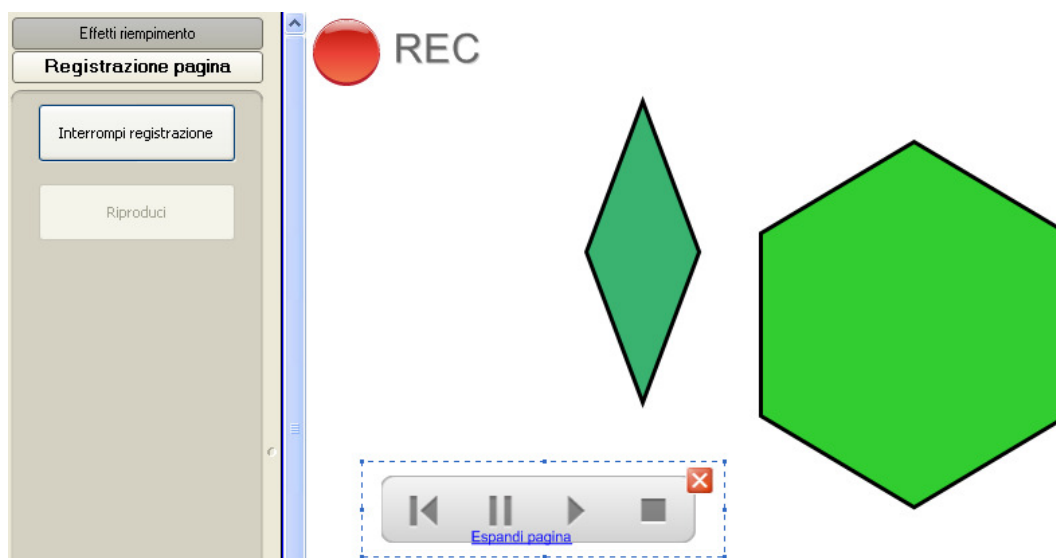 Effetti riempimento
Registrazione pagina
Interrompi registrazione
Riproduci
REC
Espandi pagina